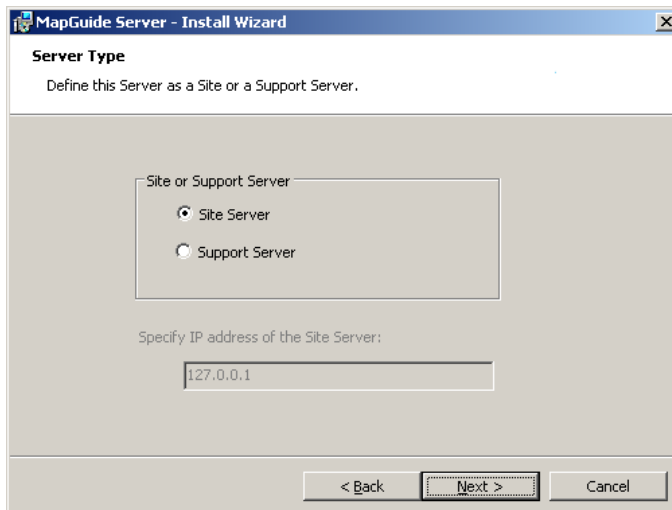 MapGuide Server - Install Wizard
Server Type
Define this Server as a Site or a Support Server.
Site or Support Server
Site Server
Support Server
Specify IP address of the Site Server:
127.0.0.1
< Back Next > Cancel